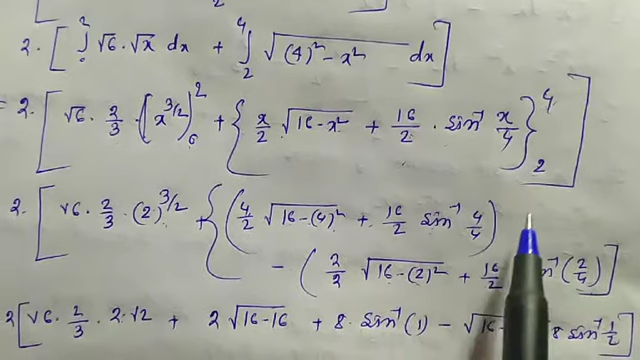 2
2. [ ∫₀² √6 · √x dx + ∫₂⁴ √(4)² - x² dx ]
= 2. [ √6 · 2/3 · (x^3/2)₀² + { x/2 √16-x² + 16/2 · Sin⁻¹ x/4 }₂⁴ ]
2. [ √6 · 2/3 · (2)^3/2 + { ( 4/2 √16-(4)² + 16/2 Sin⁻¹ 4/4 )
- ( 2/2 √16-(2)² + 16/2 (2/4) ]
2 [ √6 · 2/3 · 2·√2 + 2 √16-16 + 8 · Sin⁻¹ (1) - √16- 8 Sin⁻¹ 1/2 ]